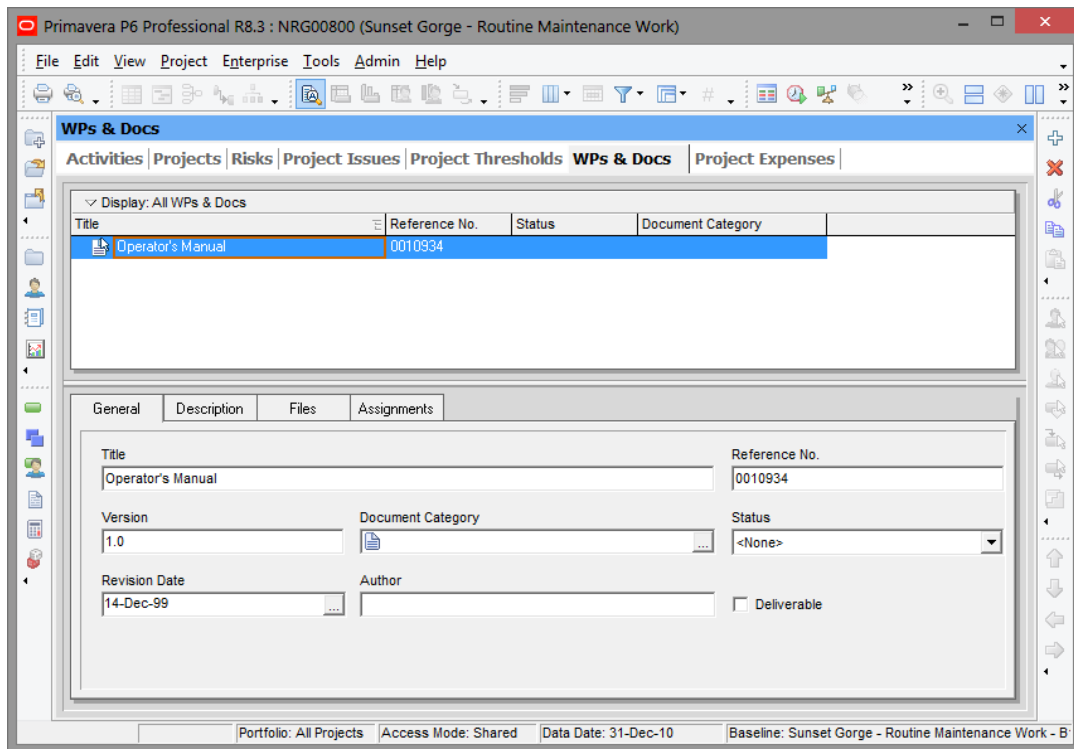 Primavera P6 Professional R8.3 : NRG00800 (Sunset Gorge - Routine Maintenance Work)
File Edit View Project Enterprise Tools Admin Help
WPs & Docs
Activities Projects Risks Project Issues Project Thresholds WPs & Docs Project Expenses
Display: All WPs & Docs
Title Reference No. Status Document Category
Operator's Manual 0010934
General Description Files Assignments
Title Reference No.
Operator's Manual 0010934
Version Document Category Status
1.0 ... <None>
Revision Date Author
14-Dec-99 ... Deliverable
Portfolio: All Projects Access Mode: Shared Data Date: 31-Dec-10 Baseline: Sunset Gorge - Routine Maintenance Work - B